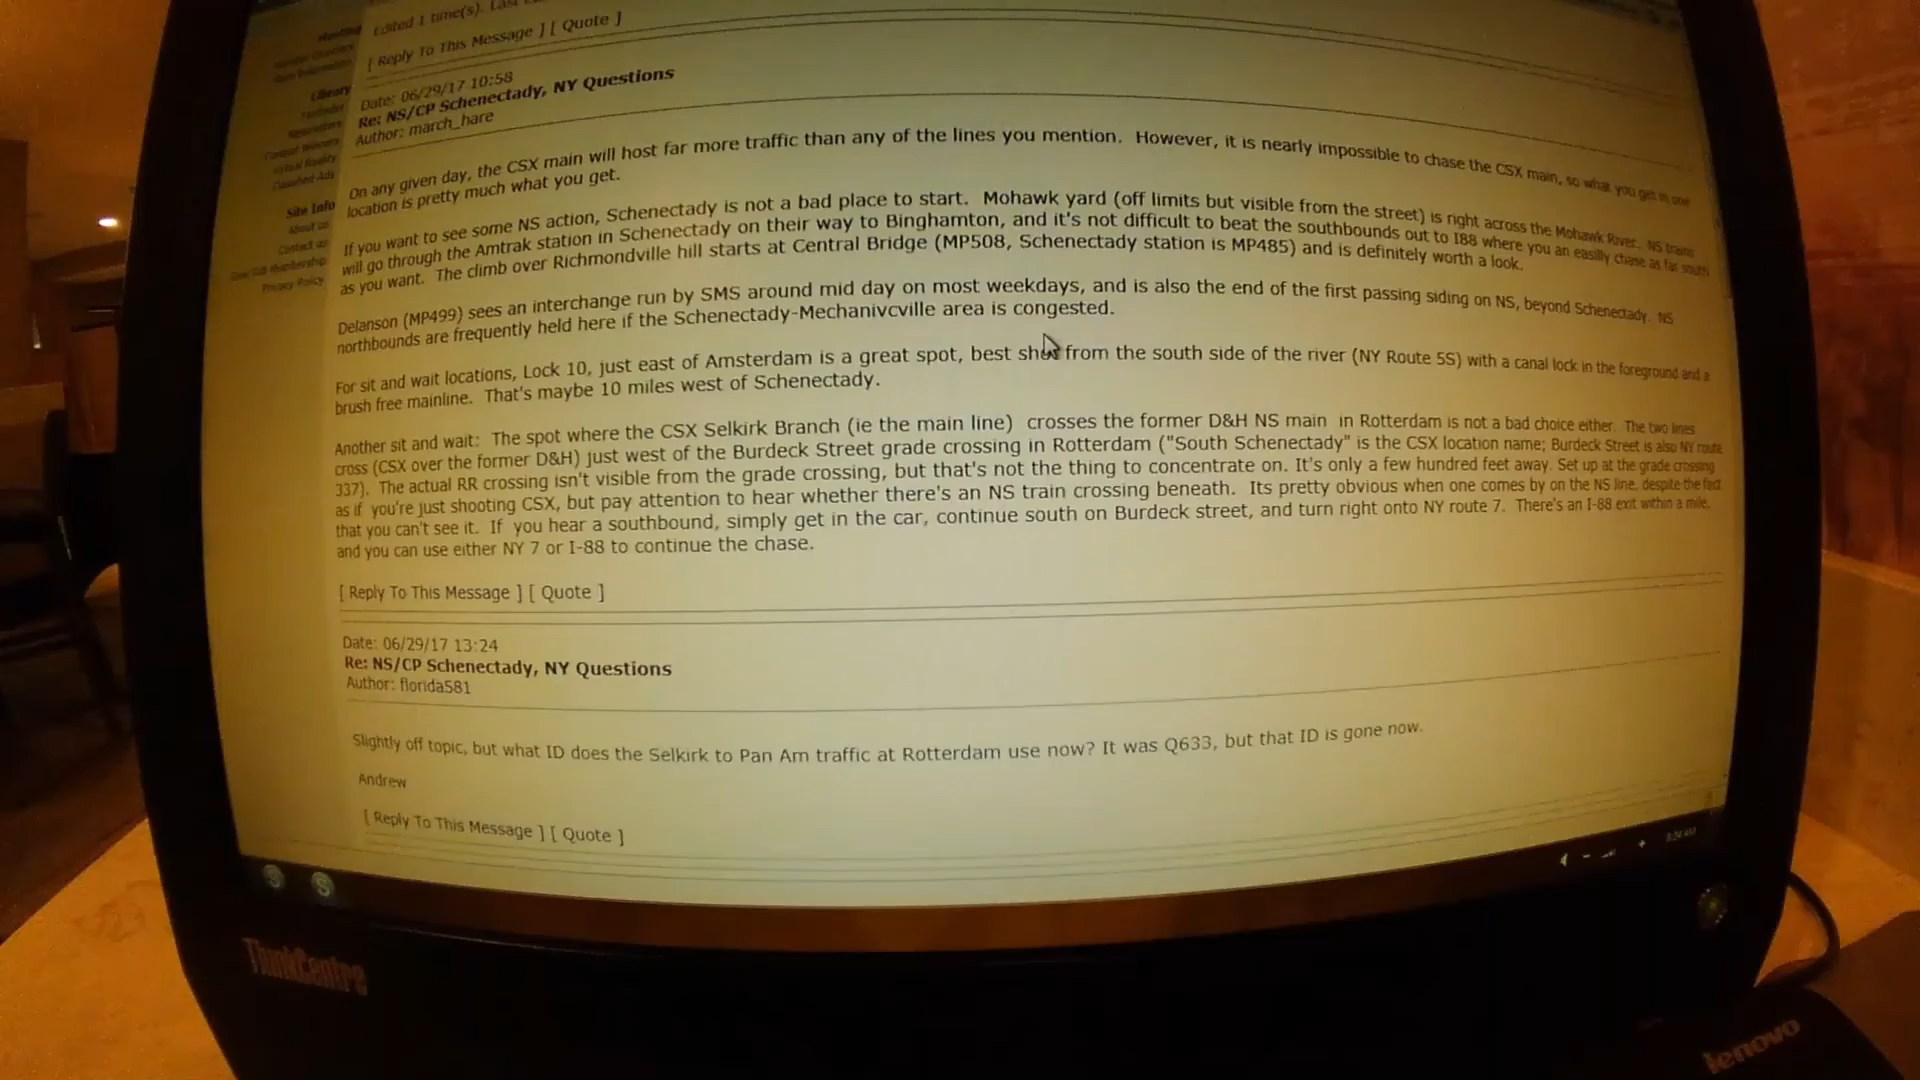 Edited 1 time(s). Last
[ Reply To This Message ] [ Quote ]
Date: 06/29/17 10:58
Re: NS/CP Schenectady, NY Questions
Author: march_hare
On any given day, the CSX main will host far more traffic than any of the lines you mention. However, it is nearly impossible to chase the CSX main, so what you get in one
location is pretty much what you get.
If you want to see some NS action, Schenectady is not a bad place to start. Mohawk yard (off limits but visible from the street) is right across the Mohawk River. NS trains
will go through the Amtrak station in Schenectady on their way to Binghamton, and it's not difficult to beat the southbounds out to I88 where you an easilly chase as far south
as you want. The climb over Richmondville hill starts at Central Bridge (MP508, Schenectady station is MP485) and is definitely worth a look.
Delanson (MP499) sees an interchange run by SMS around mid day on most weekdays, and is also the end of the first passing siding on NS, beyond Schenectady. NS
northbounds are frequently held here if the Schenectady-Mechanivcville area is congested.
For sit and wait locations, Lock 10, just east of Amsterdam is a great spot, best shot from the south side of the river (NY Route 5S) with a canal lock in the foreground and a
brush free mainline. That's maybe 10 miles west of Schenectady.
Another sit and wait: The spot where the CSX Selkirk Branch (ie the main line) crosses the former D&H NS main in Rotterdam is not a bad choice either. The two lines
cross (CSX over the former D&H) just west of the Burdeck Street grade crossing in Rotterdam ("South Schenectady" is the CSX location name; Burdeck Street is also NY route
337). The actual RR crossing isn't visible from the grade crossing, but that's not the thing to concentrate on. It's only a few hundred feet away. Set up at the grade crossing
as if you're just shooting CSX, but pay attention to hear whether there's an NS train crossing beneath. Its pretty obvious when one comes by on the NS line, despite the fact
that you can't see it. If you hear a southbound, simply get in the car, continue south on Burdeck street, and turn right onto NY route 7. There's an I-88 exit within a mile,
and you can use either NY 7 or I-88 to continue the chase.
[ Reply To This Message ] [ Quote ]
Date: 06/29/17 13:24
Re: NS/CP Schenectady, NY Questions
Author: florida581
Slightly off topic, but what ID does the Selkirk to Pan Am traffic at Rotterdam use now? It was Q633, but that ID is gone now.
Andrew
[ Reply To This Message ] [ Quote ]
Hosting
Library
Virtual Reality
Classified Ads
Site Info
About us
Contact us
Privacy Policy
ThinkCentre
lenovo